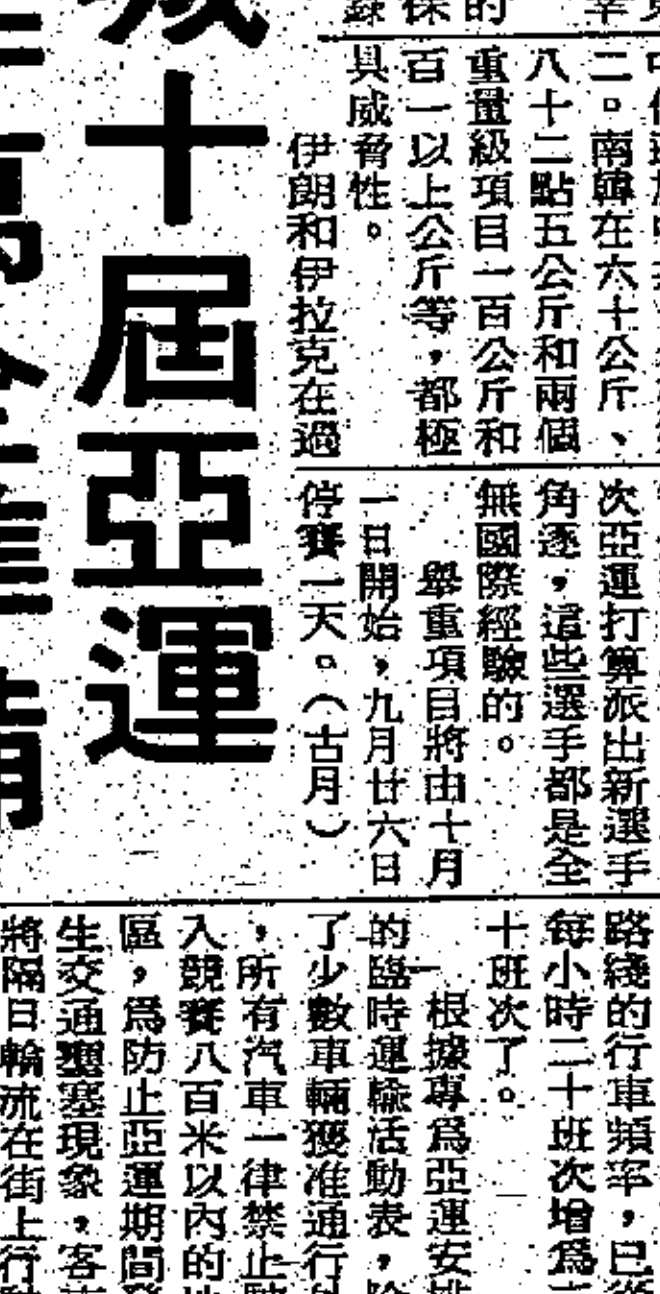 二。南韓在六十公斤、
八十二點五公斤和兩個
重量級項目一百公斤和
百一以上公斤等，都極
具威脅性。
伊朗和伊拉克在過
次亞運打算派出新選手
角逐，這些選手都是全
無國際經驗的。
舉重項目將由十月
一日開始，九月廿六日
停賽一天。（古月）
十屆亞運
路綫的行車頻率，已
每小時二十班次增爲
十班次了。
根據專爲亞運安排
的臨時運輸活動表，除
了少數車輛獲准通行
，所有汽車一律禁止
入競賽八百米以內的
區，爲防止亞運期間
生交通壅塞現象，客
將隔日輪流在街上行